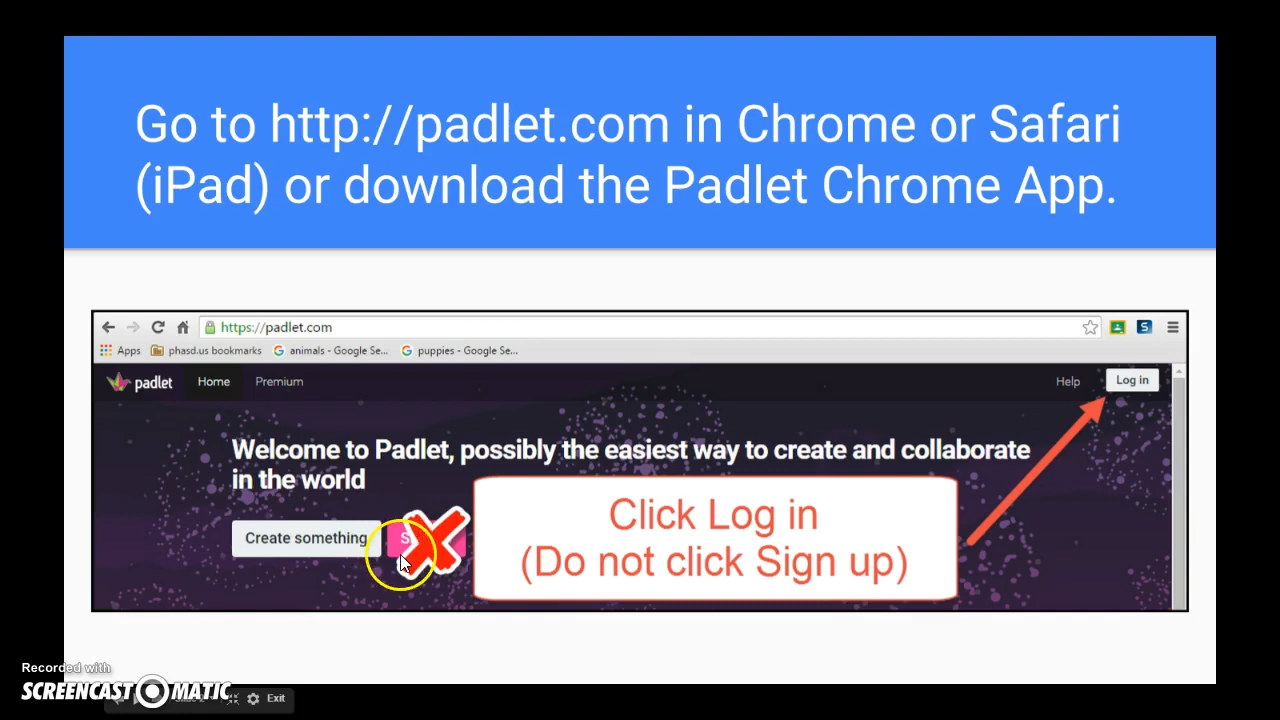 Go to http://padlet.com in Chrome or Safari
(iPad) or download the Padlet Chrome App.
https://padlet.com
Apps phasd.us bookmarks animals - Google Se... puppies - Google Se...
padlet Home Premium Help Log in
Welcome to Padlet, possibly the easiest way to create and collaborate
in the world
Create something
Click Log in
(Do not click Sign up)
Recorded with
SCREENCAST-O-MATIC
Exit